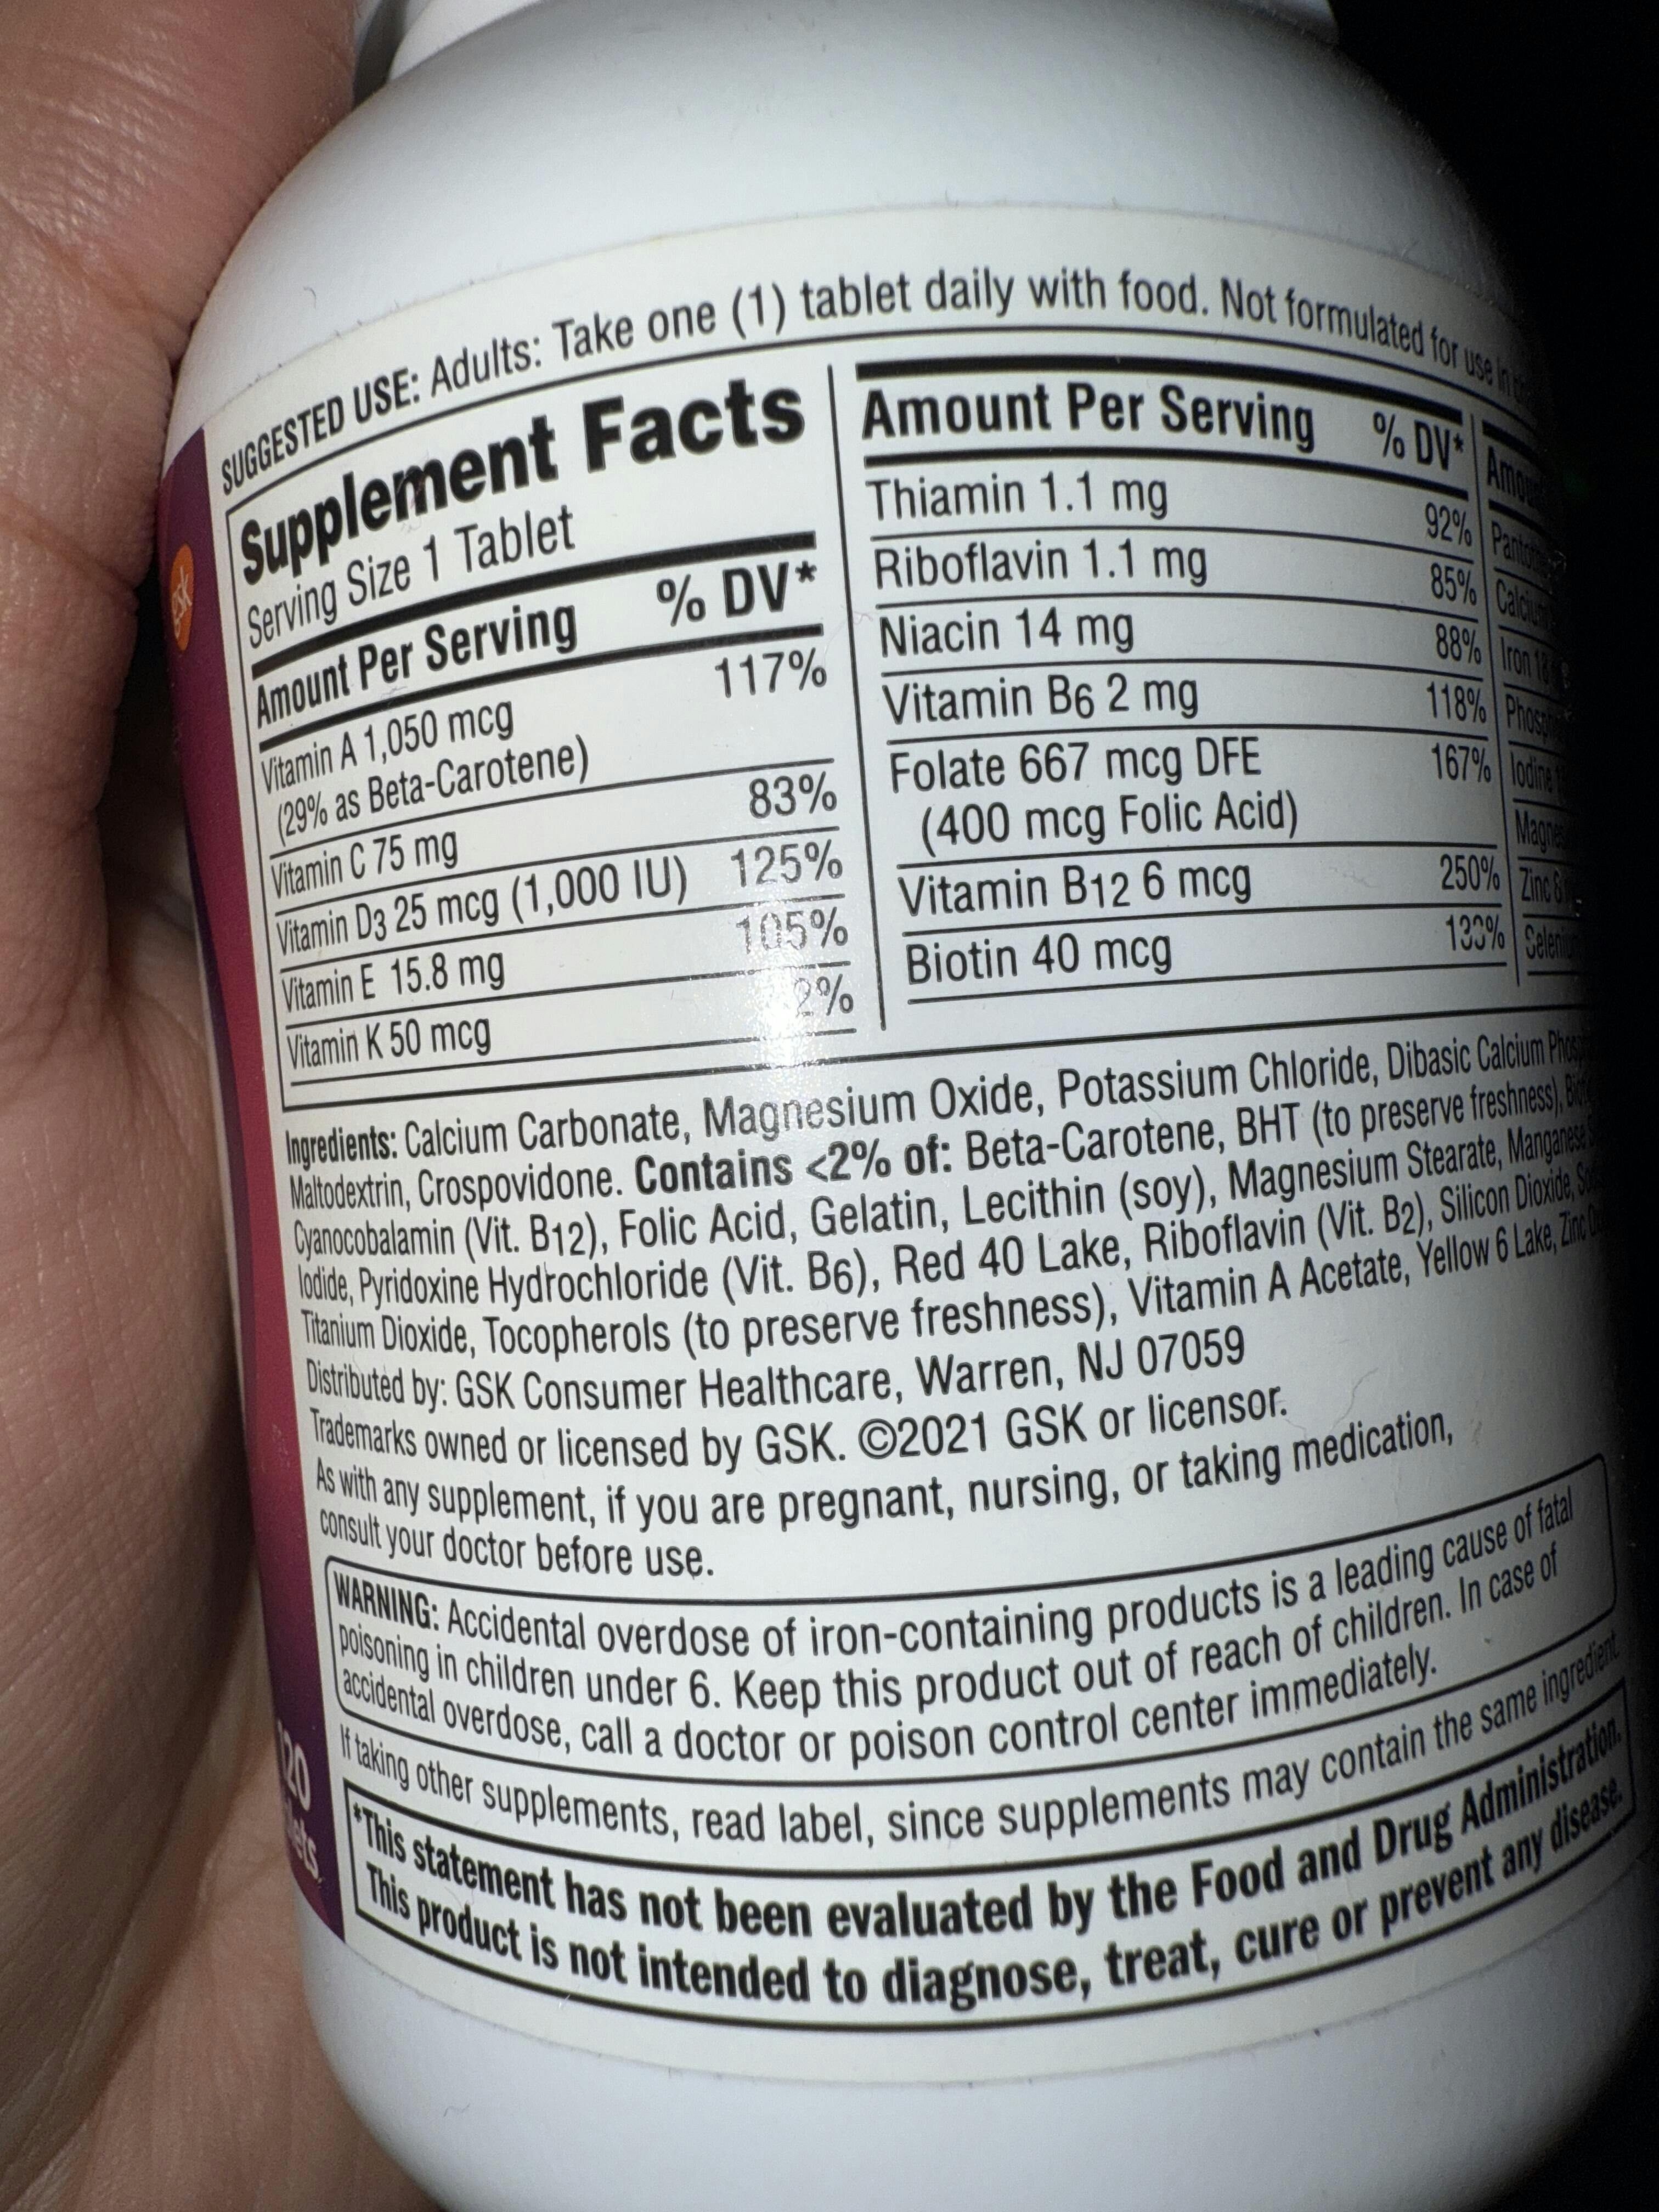 SUGGESTED USE: Adults: Take one (1) tablet daily with food. Not formulated for use in
Supplement Facts
Serving Size 1 Tablet
Amount Per Serving % DV*
Vitamin A 1,050 mcg 117%
(29% as Beta-Carotene)
Vitamin C 75 mg 83%
Vitamin D3 25 mcg (1,000 IU) 125%
Vitamin E 15.8 mg 105%
Vitamin K 50 mcg
Amount Per Serving % DV*
Thiamin 1.1 mg 92%
Riboflavin 1.1 mg 85%
Niacin 14 mg 88%
Vitamin B6 2 mg 118%
Folate 667 mcg DFE 167%
(400 mcg Folic Acid)
Vitamin B12 6 mcg 250%
Biotin 40 mcg 133%
Iron
Zinc
Ingredients: Calcium Carbonate, Magnesium Oxide, Potassium Chloride, Dibasic Calcium
Maltodextrin, Crospovidone. Contains <2% of: Beta-Carotene, BHT (to preserve freshness),
Cyanocobalamin (Vit. B12), Folic Acid, Gelatin, Lecithin (soy), Magnesium Stearate, Manganese
Iodide, Pyridoxine Hydrochloride (Vit. B6), Red 40 Lake, Riboflavin (Vit. B2), Silicon Dioxide,
Titanium Dioxide, Tocopherols (to preserve freshness), Vitamin A Acetate, Yellow 6 Lake, Zinc
Distributed by: GSK Consumer Healthcare, Warren, NJ 07059
Trademarks owned or licensed by GSK. ©2021 GSK or licensor.
As with any supplement, if you are pregnant, nursing, or taking medication,
consult your doctor before use.
WARNING: Accidental overdose of iron-containing products is a leading cause of fatal
poisoning in children under 6. Keep this product out of reach of children. In case of
accidental overdose, call a doctor or poison control center immediately.
If taking other supplements, read label, since supplements may contain the same ingredient
*This statement has not been evaluated by the Food and Drug Administration.
This product is not intended to diagnose, treat, cure or prevent any disease.
gsk